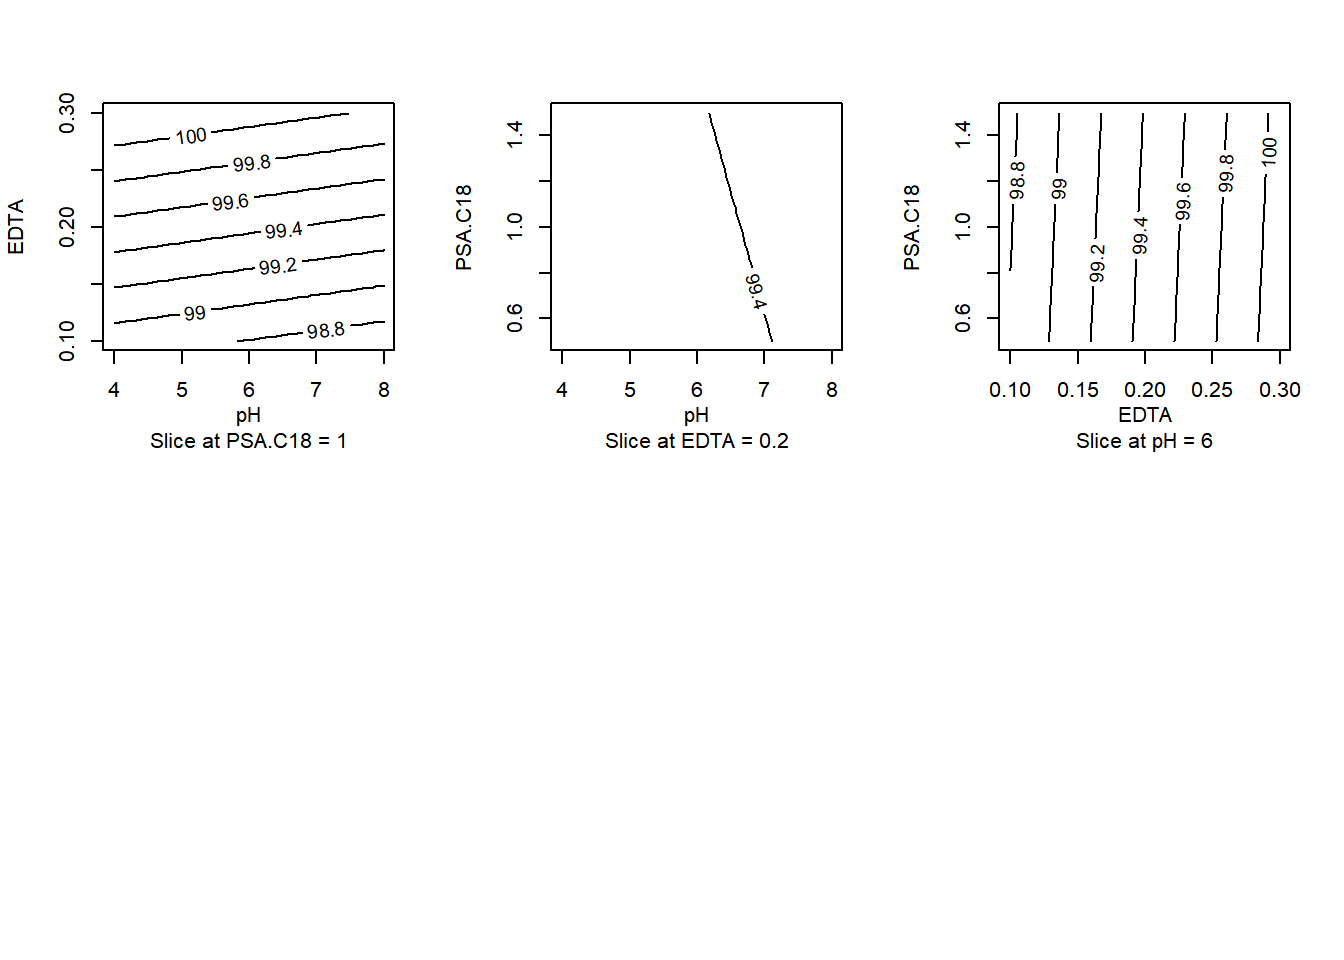 EDTA
0.10 0.20 0.30
100
99.8
99.6
99.4
99.2
99
98.8
4 5 6 7 8
pH
Slice at PSA.C18 = 1
PSA.C18
0.6 1.0 1.4
99.4
4 5 6 7 8
pH
Slice at EDTA = 0.2
PSA.C18
0.6 1.0 1.4
98.8 99 99.2 99.4 99.6 99.8 100
0.10 0.15 0.20 0.25 0.30
EDTA
Slice at pH = 6